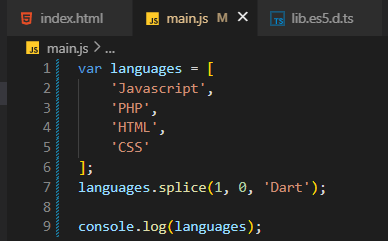 index.html main.js M lib.es5.d.ts
main.js > ...
1 var languages = [
2 'Javascript',
3 'PHP',
4 'HTML',
5 'CSS'
6 ];
7 languages.splice(1, 0, 'Dart');
8
9 console.log(languages);